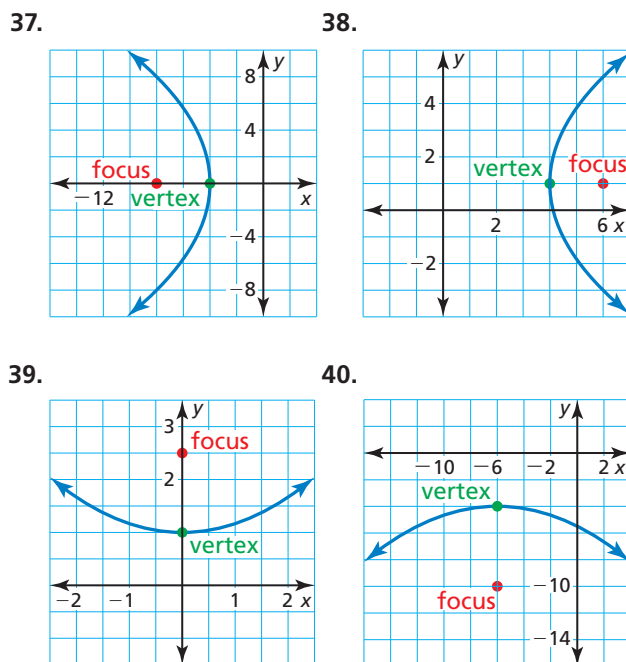 37.
y
8
4
focus
−12
vertex
x
−4
−8
38.
y
4
2
vertex
focus
2
6 x
−2
39.
y
3
focus
2
vertex
−2
−1
1
2 x
40.
y
−10
−6
−2
2 x
vertex
−10
focus
−14